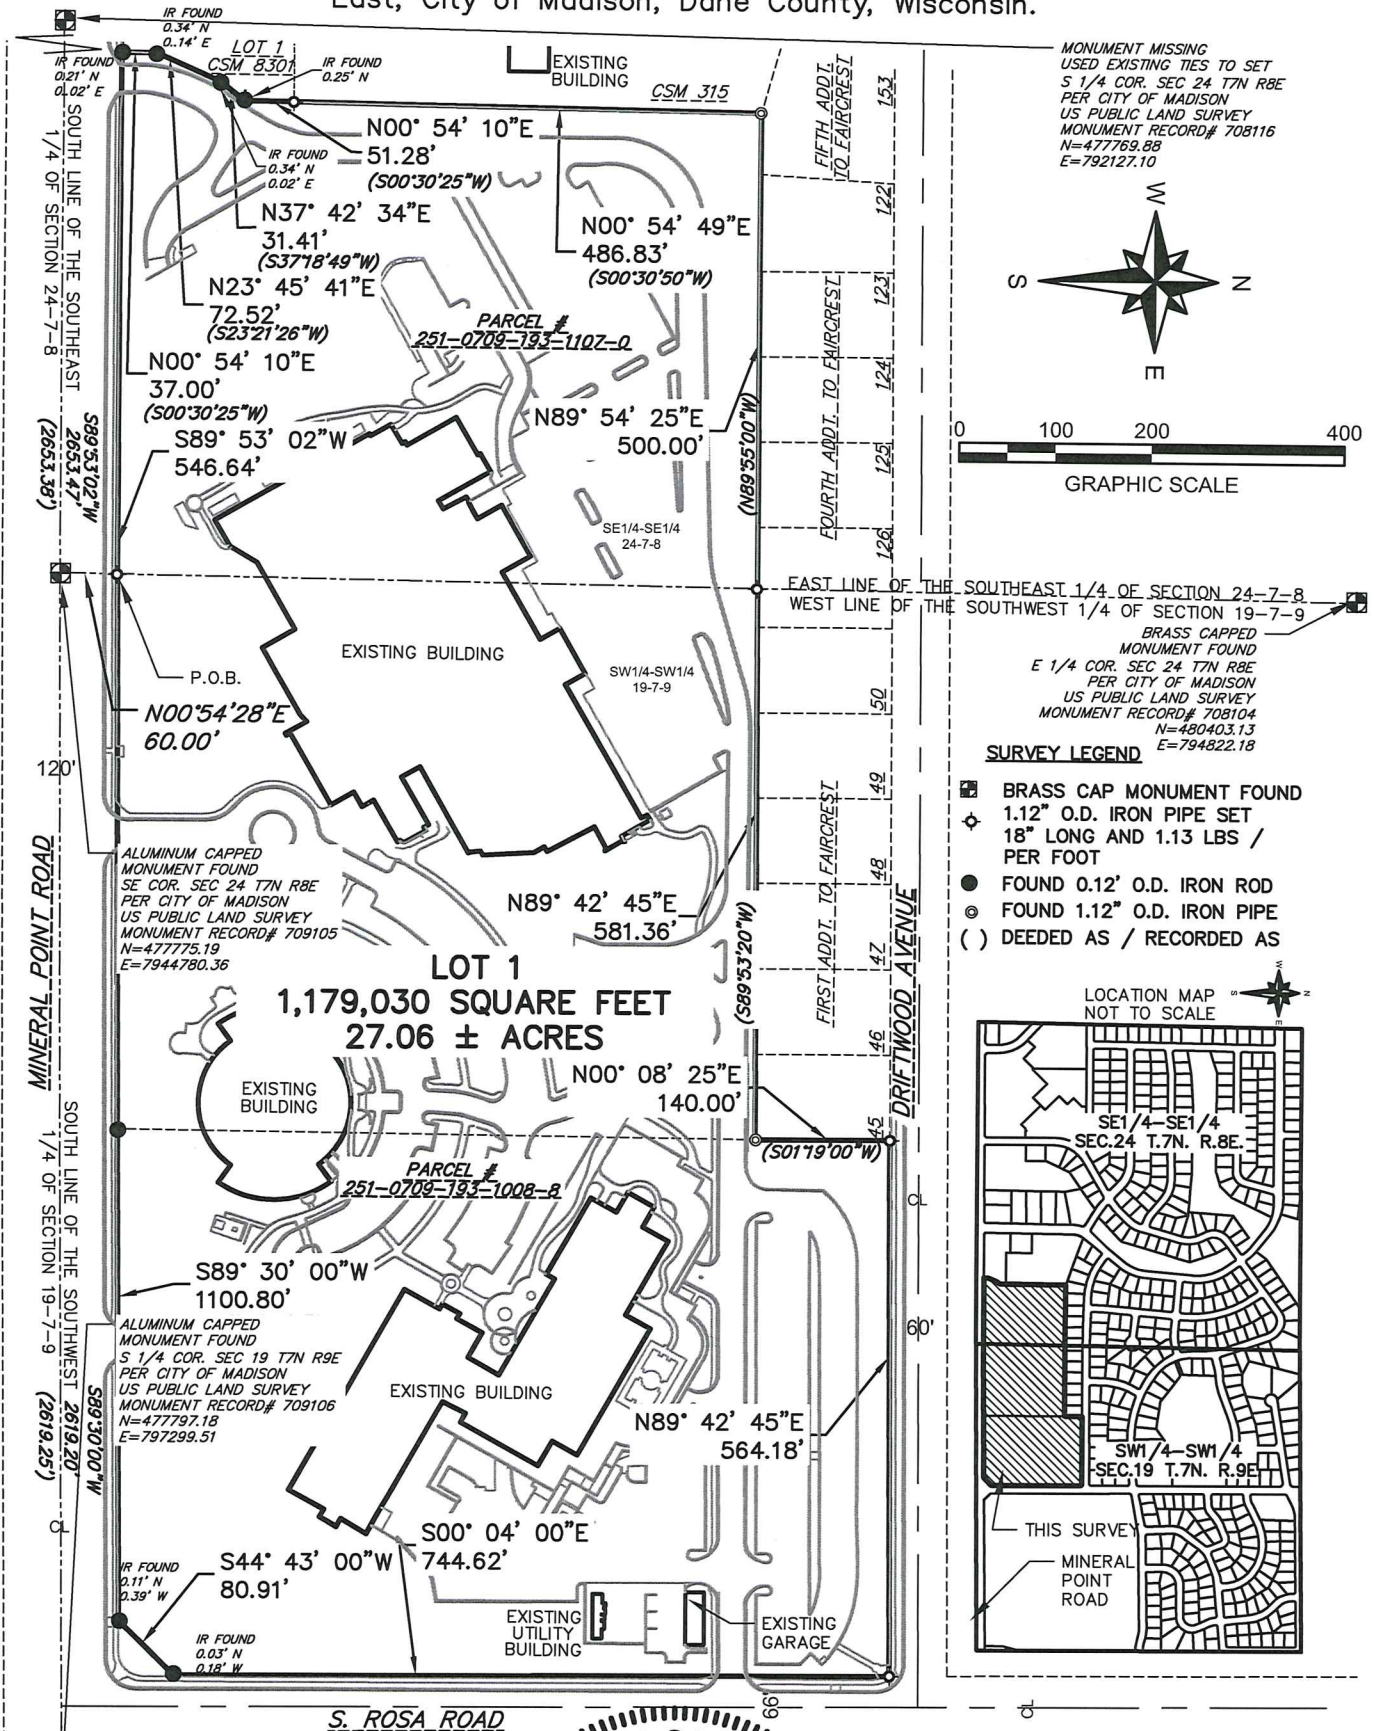 East, City of Madison, Dane County, Wisconsin.
IR FOUND
0.34' N
0..14' E
LOT 1
CSM 8301
IR FOUND
0.21' N
0.02' E
IR FOUND
0.25' N
EXISTING
BUILDING
CSM 315
FIFTH ADDT.
TO FAIRCREST
153
MONUMENT MISSING
USED EXISTING TIES TO SET
S 1/4 COR. SEC 24 T7N R8E
PER CITY OF MADISON
US PUBLIC LAND SURVEY
MONUMENT RECORD# 708116
N=477769.88
E=792127.10
SOUTH LINE OF THE SOUTHEAST
1/4 OF SECTION 24-7-8
N00° 54' 10"E
51.28'
(S00°30'25"W)
IR FOUND
0.34' N
0.02' E
N37° 42' 34"E
31.41'
(S37°18'49"W)
N23° 45' 41"E
72.52'
(S23°21'26"W)
N00° 54' 10"E
37.00'
(S00°30'25"W)
S89° 53' 02"W
546.64'
N00° 54' 49"E
486.83'
(S00°30'50"W)
PARCEL #
251-0709-193-1107-0
N89° 54' 25"E
500.00'
(N89°55'00"W)
122
123
124
125
126
FOURTH ADDT. TO FAIRCREST
W
S
N
E
0 100 200 400
GRAPHIC SCALE
S89°53'02"W
2653.47'
(2653.38')
SE1/4-SE1/4
24-7-8
EAST LINE OF THE SOUTHEAST 1/4 OF SECTION 24-7-8
WEST LINE OF THE SOUTHWEST 1/4 OF SECTION 19-7-9
BRASS CAPPED
MONUMENT FOUND
E 1/4 COR. SEC 24 T7N R8E
PER CITY OF MADISON
US PUBLIC LAND SURVEY
MONUMENT RECORD# 708104
N=480403.13
E=794822.18
EXISTING BUILDING
SW1/4-SW1/4
19-7-9
P.O.B.
N00°54'28"E
60.00'
120'
50
49
48
47
46
45
FIRST ADDT. TO FAIRCREST
SURVEY LEGEND
BRASS CAP MONUMENT FOUND
1.12" O.D. IRON PIPE SET
18" LONG AND 1.13 LBS /
PER FOOT
FOUND 0.12' O.D. IRON ROD
FOUND 1.12" O.D. IRON PIPE
( ) DEEDED AS / RECORDED AS
MINERAL POINT ROAD
ALUMINUM CAPPED
MONUMENT FOUND
SE COR. SEC 24 T7N R8E
PER CITY OF MADISON
US PUBLIC LAND SURVEY
MONUMENT RECORD# 709105
N=477775.19
E=7944780.36
N89° 42' 45"E
581.36'
(S89°53'20"W)
DRIFTWOOD AVENUE
LOT 1
1,179,030 SQUARE FEET
27.06 ± ACRES
LOCATION MAP
NOT TO SCALE
W
S
N
E
EXISTING
BUILDING
N00° 08' 25"E
140.00'
(S01°19'00"W)
PARCEL #
251-0709-193-1008-8
CL
SE1/4-SE1/4
SEC.24 T.7N. R.8E.
SOUTH LINE OF THE SOUTHWEST
1/4 OF SECTION 19-7-9
S89° 30' 00"W
1100.80'
ALUMINUM CAPPED
MONUMENT FOUND
S 1/4 COR. SEC 19 T7N R9E
PER CITY OF MADISON
US PUBLIC LAND SURVEY
MONUMENT RECORD# 709106
N=477797.18
E=797299.51
60'
EXISTING BUILDING
S89°30'00"W
2619.20'
(2619.25')
N89° 42' 45"E
564.18'
SW1/4-SW1/4
SEC.19 T.7N. R.9E.
CL
S00° 04' 00"E
744.62'
S44° 43' 00"W
80.91'
IR FOUND
0.11' N
0.39' W
IR FOUND
0.03' N
0.18' W
EXISTING
UTILITY
BUILDING
EXISTING
GARAGE
THIS SURVEY
MINERAL
POINT
ROAD
66'
CL
S. ROSA ROAD